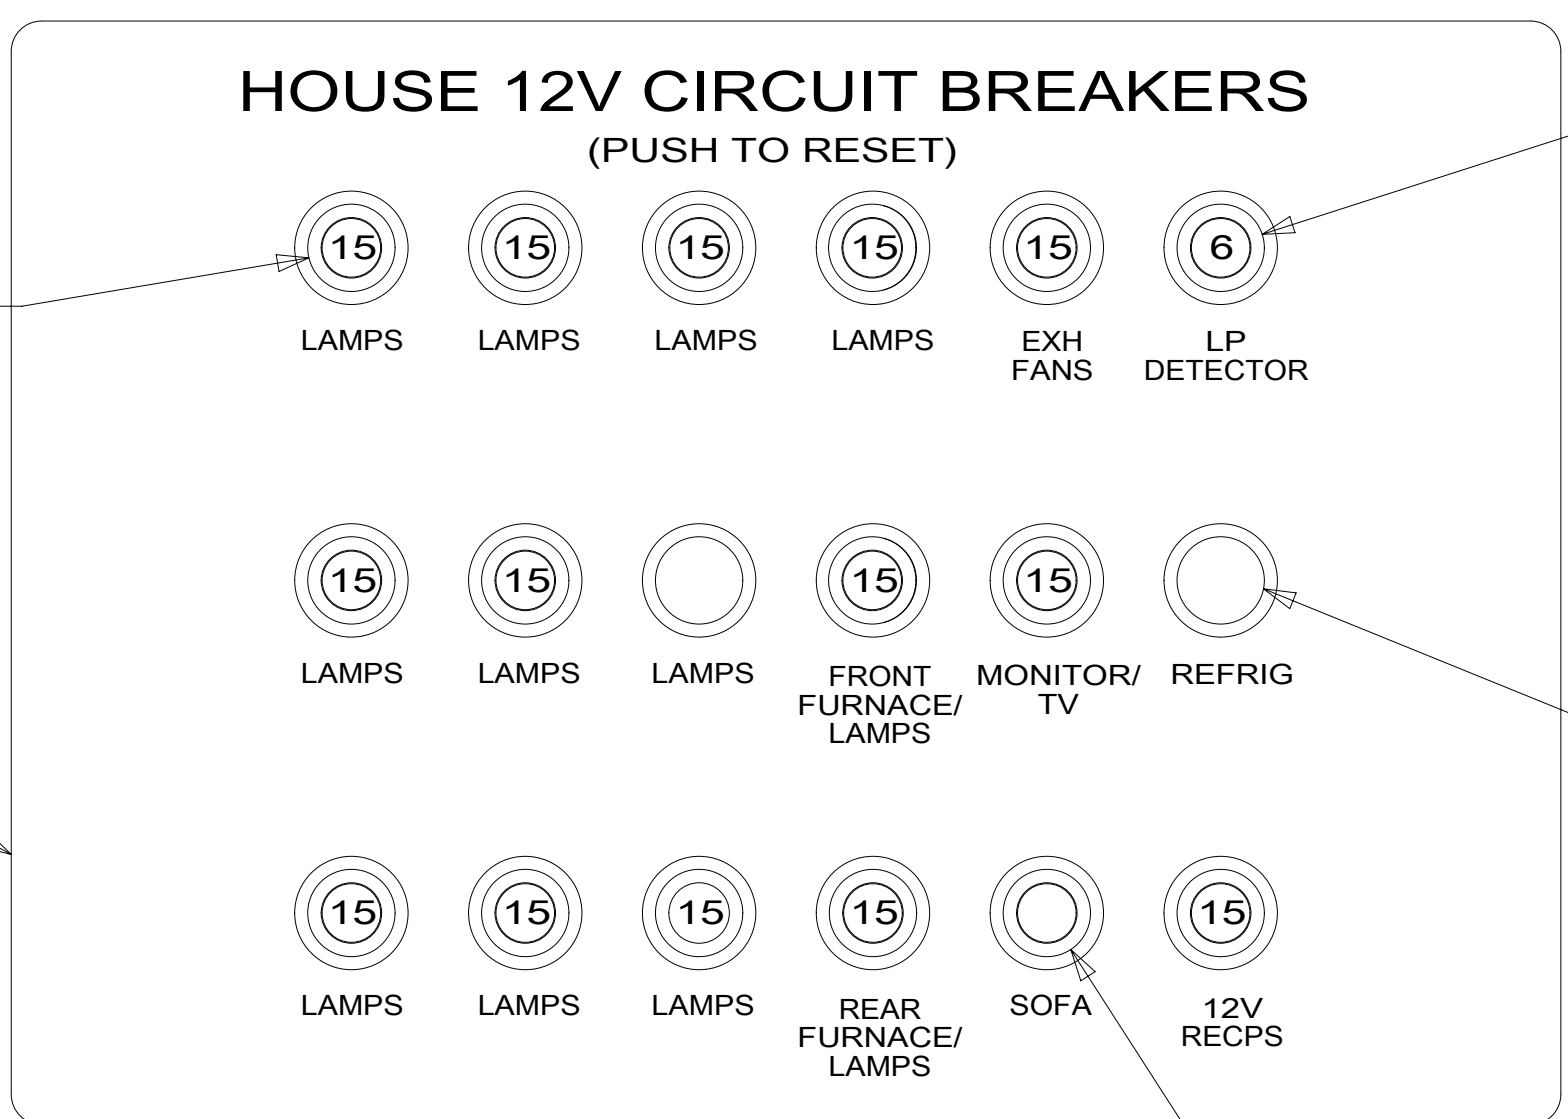 HOUSE 12V CIRCUIT BREAKERS
(PUSH TO RESET)
15 15 15 15 15 6
LAMPS LAMPS LAMPS LAMPS EXH FANS LP DETECTOR
15 15 15 15
LAMPS LAMPS LAMPS FRONT FURNACE/ LAMPS MONITOR/ TV REFRIG
15 15 15 15 15
LAMPS LAMPS LAMPS REAR FURNACE/ LAMPS SOFA 12V RECPS